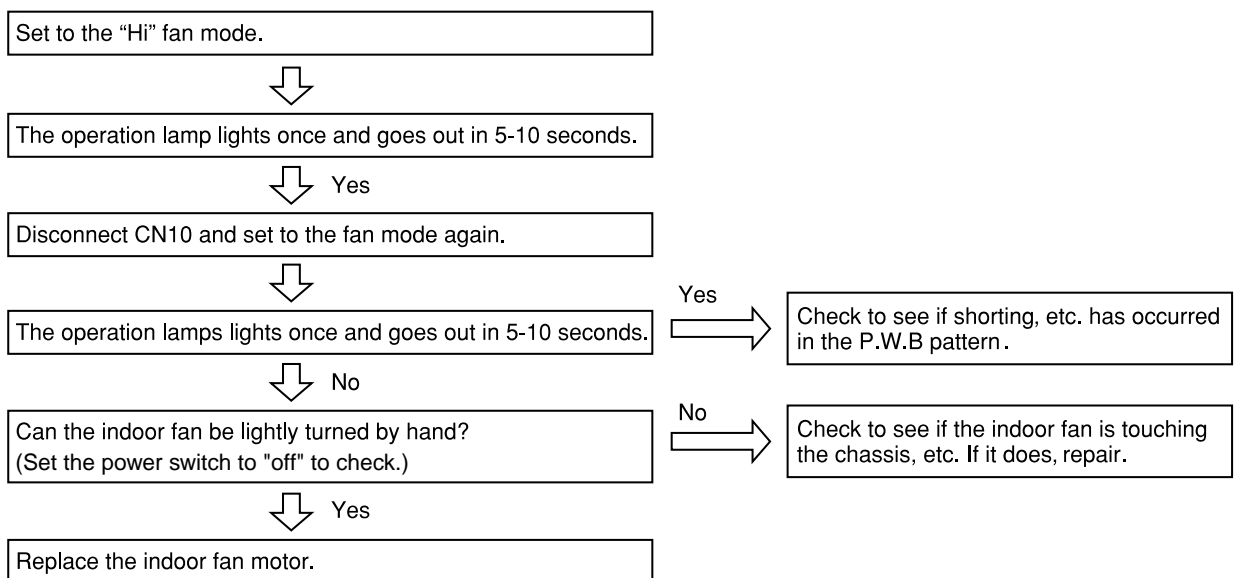 Set to the “Hi” fan mode.
The operation lamp lights once and goes out in 5-10 seconds.
Yes
Disconnect CN10 and set to the fan mode again.
The operation lamps lights once and goes out in 5-10 seconds.
Yes
Check to see if shorting, etc. has occurred
in the P.W.B pattern.
No
Can the indoor fan be lightly turned by hand?
(Set the power switch to "off" to check.)
No
Check to see if the indoor fan is touching
the chassis, etc. If it does, repair.
Yes
Replace the indoor fan motor.